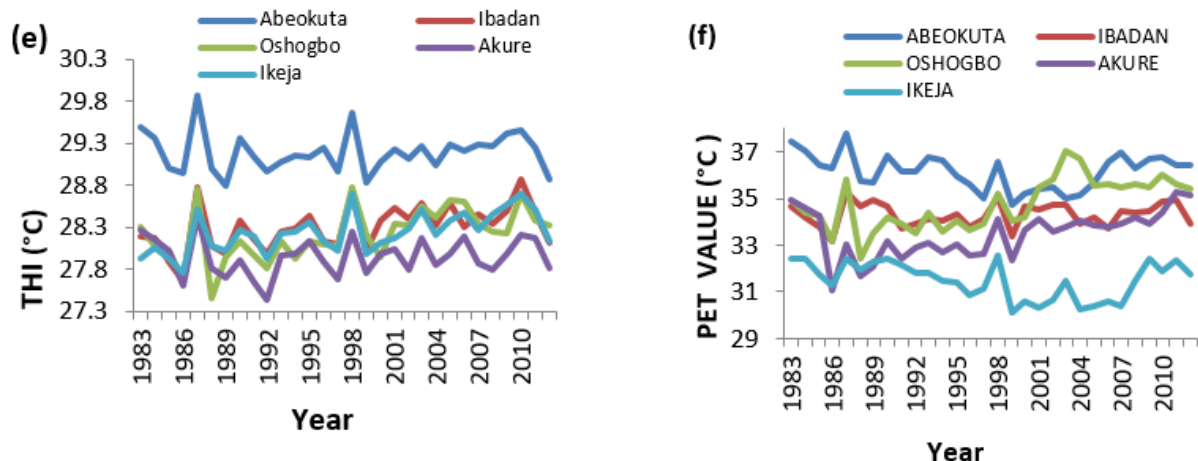 (e)
Abeokuta Ibadan
Oshogbo Akure
Ikeja
30.3
29.8
29.3
28.8
28.3
27.8
27.3
THI (°C)
1983 1986 1989 1992 1995 1998 2001 2004 2007 2010
Year
(f)
ABEOKUTA IBADAN
OSHOGBO AKURE
IKEJA
37
35
33
31
29
PET VALUE (°C)
1983 1986 1989 1992 1995 1998 2001 2004 2007 2010
Year